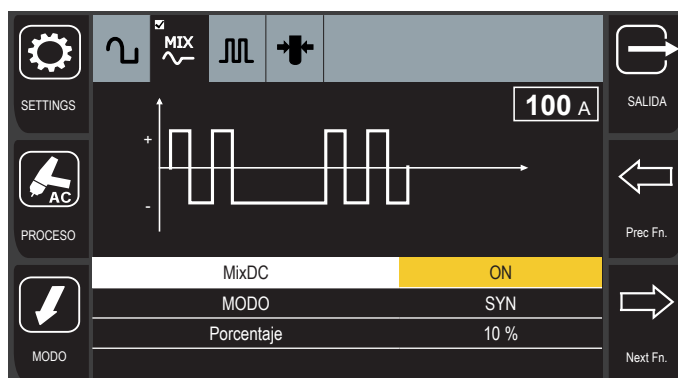 MIX
SETTINGS
100 A
SALIDA
+
-
AC
PROCESO
Prec Fn.
MixDC ON
MODO SYN
Porcentaje 10 %
MODO
Next Fn.